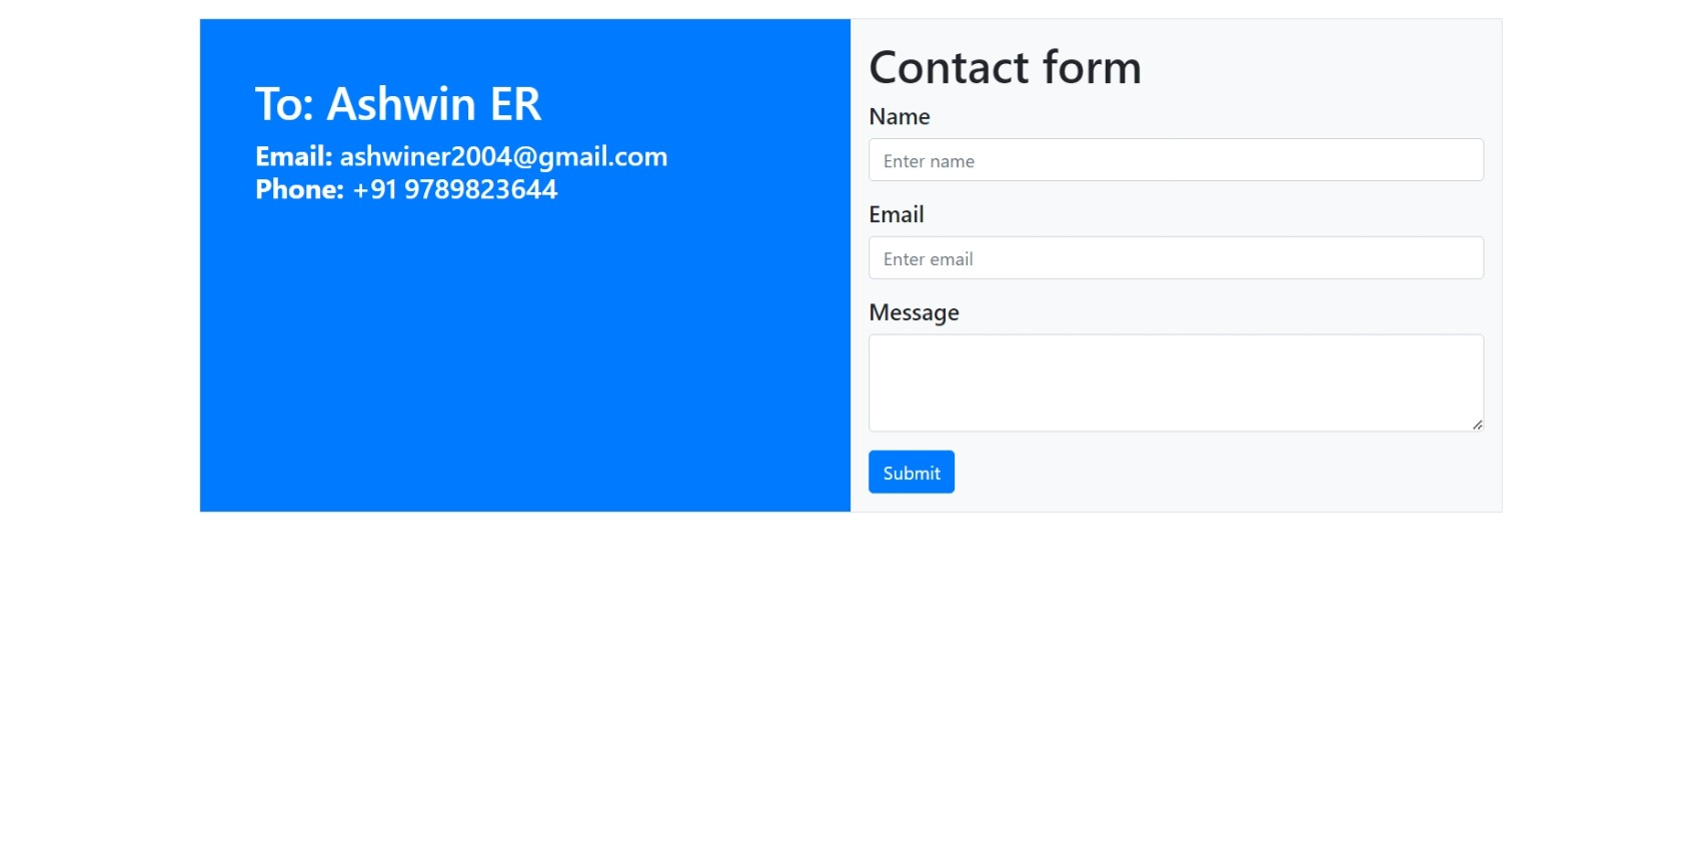 To: Ashwin ER
Email: ashwiner2004@gmail.com
Phone: +91 9789823644
Contact form
Name
Enter name
Email
Enter email
Message
Submit